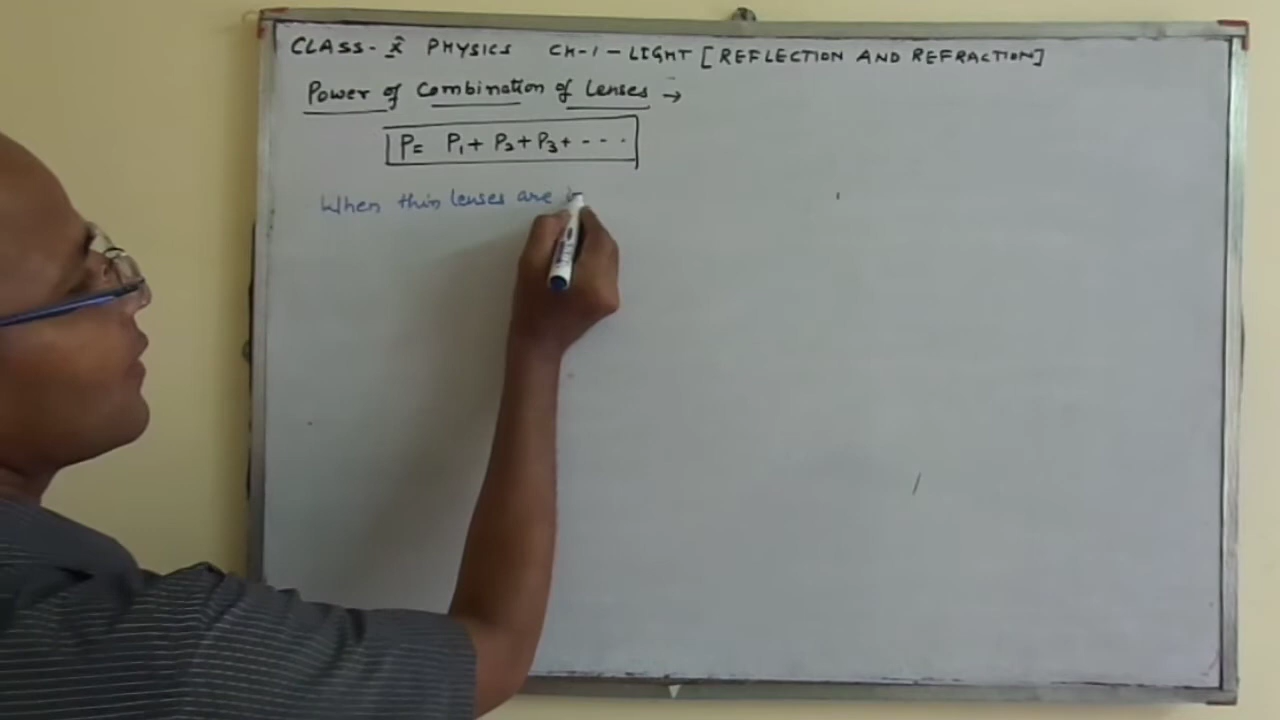 CLASS- X PHYSICS CH-1-LIGHT [REFLECTION AND REFRACTION]
Power of Combination of Lenses →
P= P₁+ P₂+P₃+ - - -
When thin lenses are